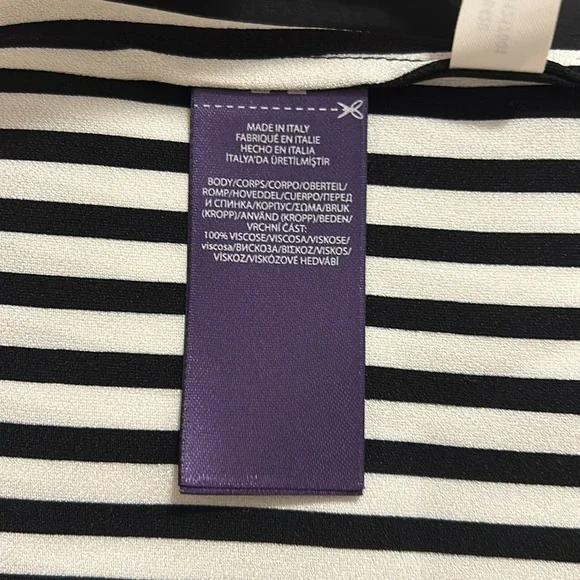 MADE IN ITALY
FABRIQUÉ EN ITALIE
HECHO EN ITALIA
İTALYA'DA ÜRETİLMİŞTİR
BODY/CORPS/CORPO/OBERTEIL/
ROMP/HOVEDDEL/CUERPO/ПЕРЕД
И СПИНКА/КОРПУС/ΣΩΜΑ/BRUK
(KROPP)/ANVÄND (KROPP)/BEDEN/
VRCHNÍ ČÁST:
100% VISCOSE/VISCOSA/VISKOSE/
viscosa/ВИСКОЗА/ΒΙΣΚΟΖ/VISKOS/
VİSKOZ/VISKÓZOVÉ HEDVÁBÍ